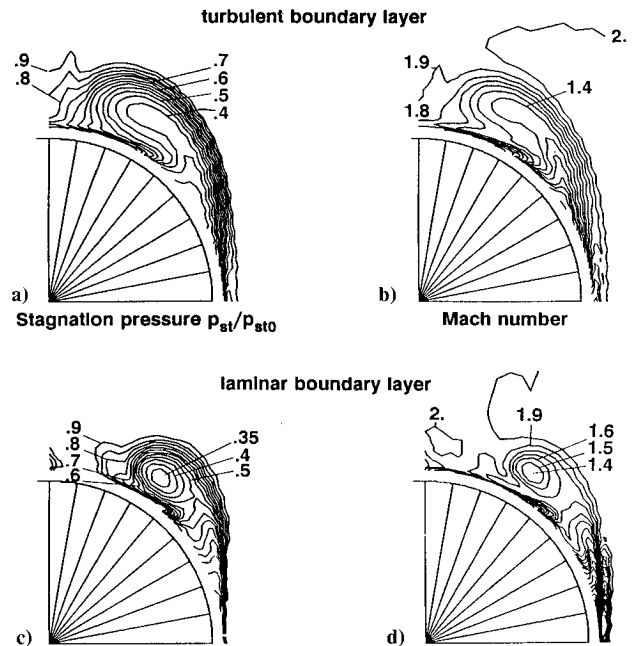 turbulent boundary layer
.9
.8
.7
.6
.5
.4
1.9
1.8
2.
1.4
a)
b)
Stagnation pressure pst/pst0
Mach number
laminar boundary layer
.9
.8
.7
.6
.35
.4
.5
2.
1.9
1.6
1.5
1.4
c)
d)